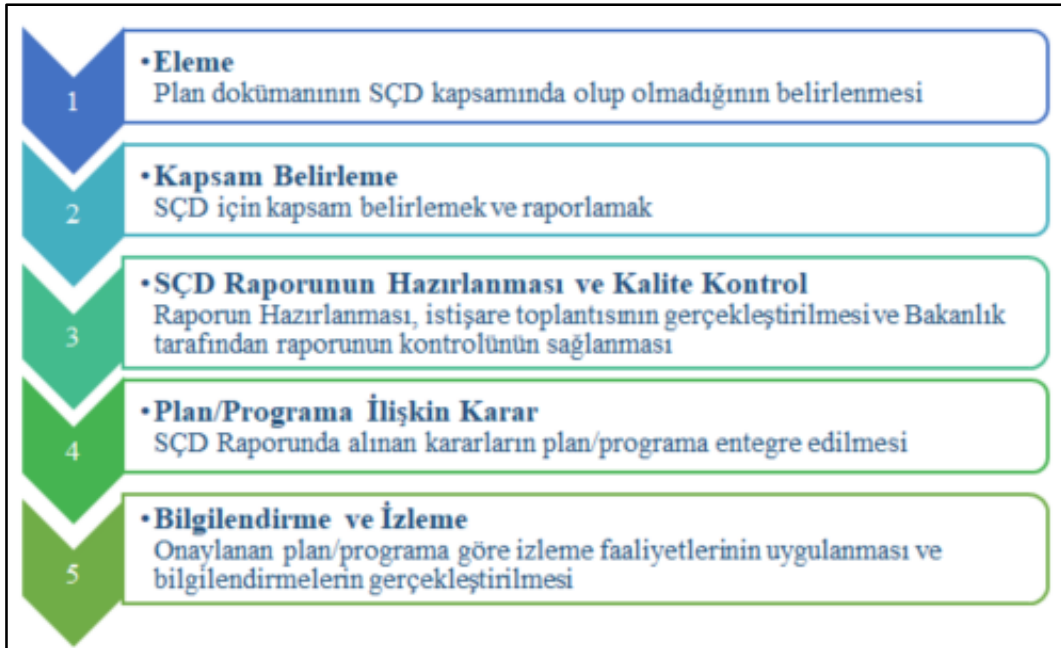 1
•Eleme
Plan dokümanının SÇD kapsamında olup olmadığının belirlenmesi
2
•Kapsam Belirleme
SÇD için kapsam belirlemek ve raporlamak
3
•SÇD Raporunun Hazırlanması ve Kalite Kontrol
Raporun Hazırlanması, istişare toplantısının gerçekleştirilmesi ve Bakanlık
tarafından raporunun kontrolünün sağlanması
4
•Plan/Programa İlişkin Karar
SÇD Raporunda alınan kararların plan/programa entegre edilmesi
5
•Bilgilendirme ve İzleme
Onaylanan plan/programa göre izleme faaliyetlerinin uygulanması ve
bilgilendirmelerin gerçekleştirilmesi